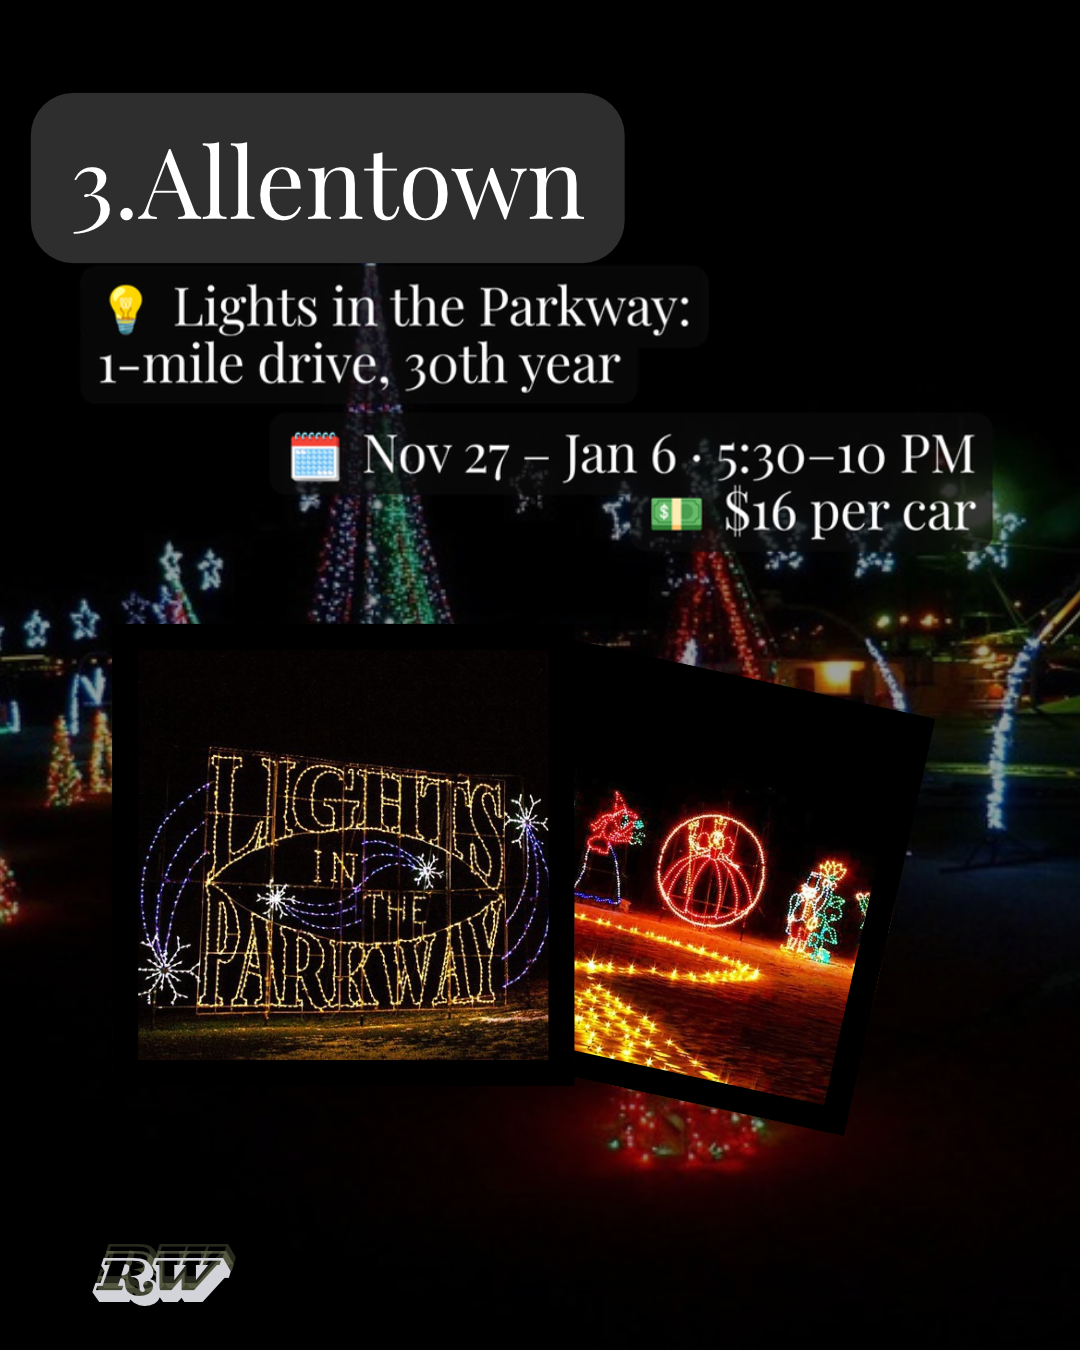 3.Allentown
💡 Lights in the Parkway:
1-mile drive, 30th year
🗓️ Nov 27 – Jan 6 · 5:30–10 PM
💵 $16 per car
LIGHTS
IN
THE
PARKWAY
RW